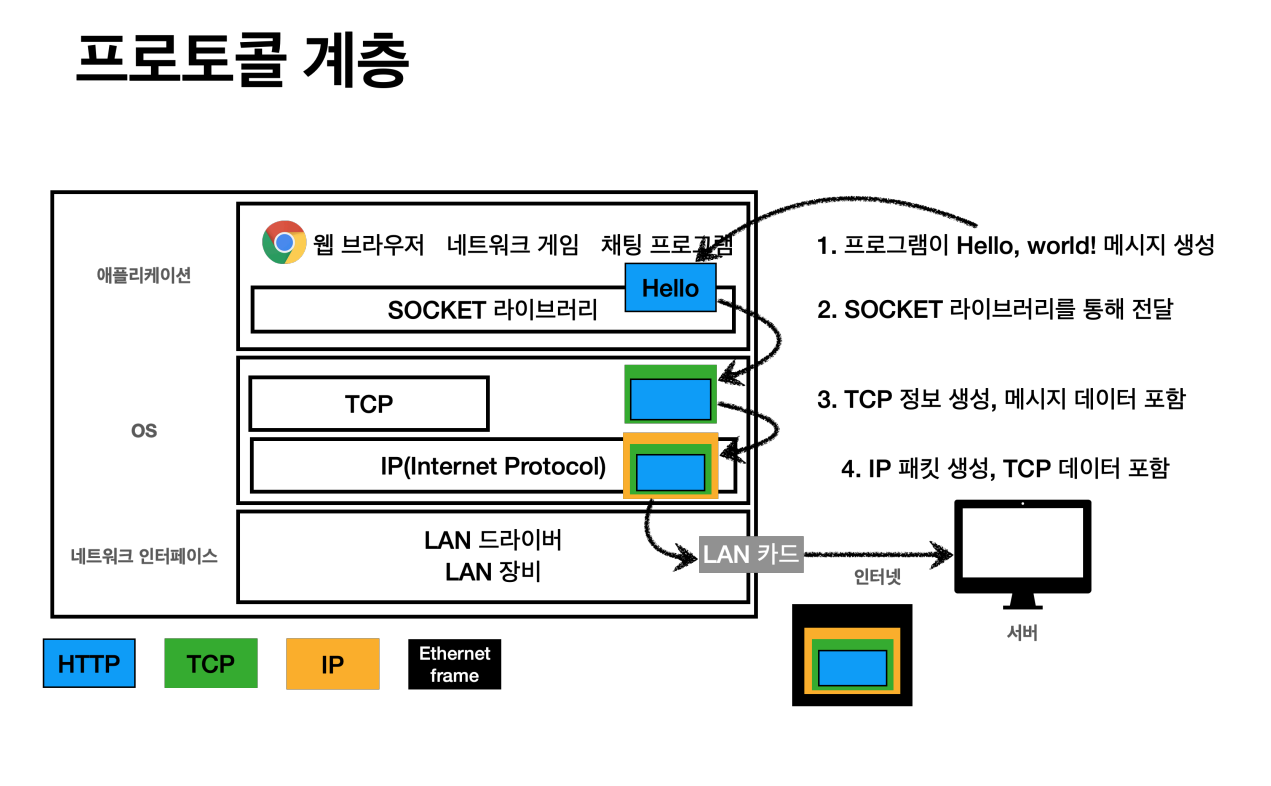 프로토콜 계층
애플리케이션
웹 브라우저 네트워크 게임 채팅 프로그램
Hello
SOCKET 라이브러리
1. 프로그램이 Hello, world! 메시지 생성
2. SOCKET 라이브러리를 통해 전달
OS
TCP
IP(Internet Protocol)
3. TCP 정보 생성, 메시지 데이터 포함
4. IP 패킷 생성, TCP 데이터 포함
네트워크 인터페이스
LAN 드라이버
LAN 장비
LAN 카드
인터넷
서버
HTTP
TCP
IP
Ethernet
frame